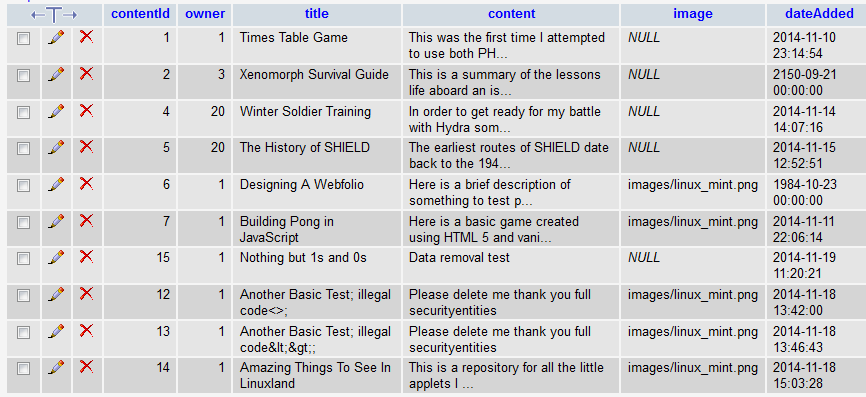 contentId owner title content image dateAdded
1 1 Times Table Game This was the first time I attempted NULL 2014-11-10
to use both PH... 23:14:54
2 3 Xenomorph Survival Guide This is a summary of the lessons NULL 2150-09-21
life aboard an is... 00:00:00
4 20 Winter Soldier Training In order to get ready for my battle NULL 2014-11-14
with Hydra som... 14:07:16
5 20 The History of SHIELD The earliest routes of SHIELD date NULL 2014-11-15
back to the 194... 12:52:51
6 1 Designing A Webfolio Here is a brief description of images/linux_mint.png 1984-10-23
something to test p... 00:00:00
7 1 Building Pong in Here is a basic game created images/linux_mint.png 2014-11-11
JavaScript using HTML 5 and vani... 22:06:14
15 1 Nothing but 1s and 0s Data removal test NULL 2014-11-19
11:20:21
12 1 Another Basic Test; illegal Please delete me thank you full images/linux_mint.png 2014-11-18
code<>; securityentities 13:42:00
13 1 Another Basic Test; illegal Please delete me thank you full images/linux_mint.png 2014-11-18
code&lt;&gt;; securityentities 13:46:43
14 1 Amazing Things To See In This is a repository for all the little images/linux_mint.png 2014-11-18
Linuxland applets I ... 15:03:28